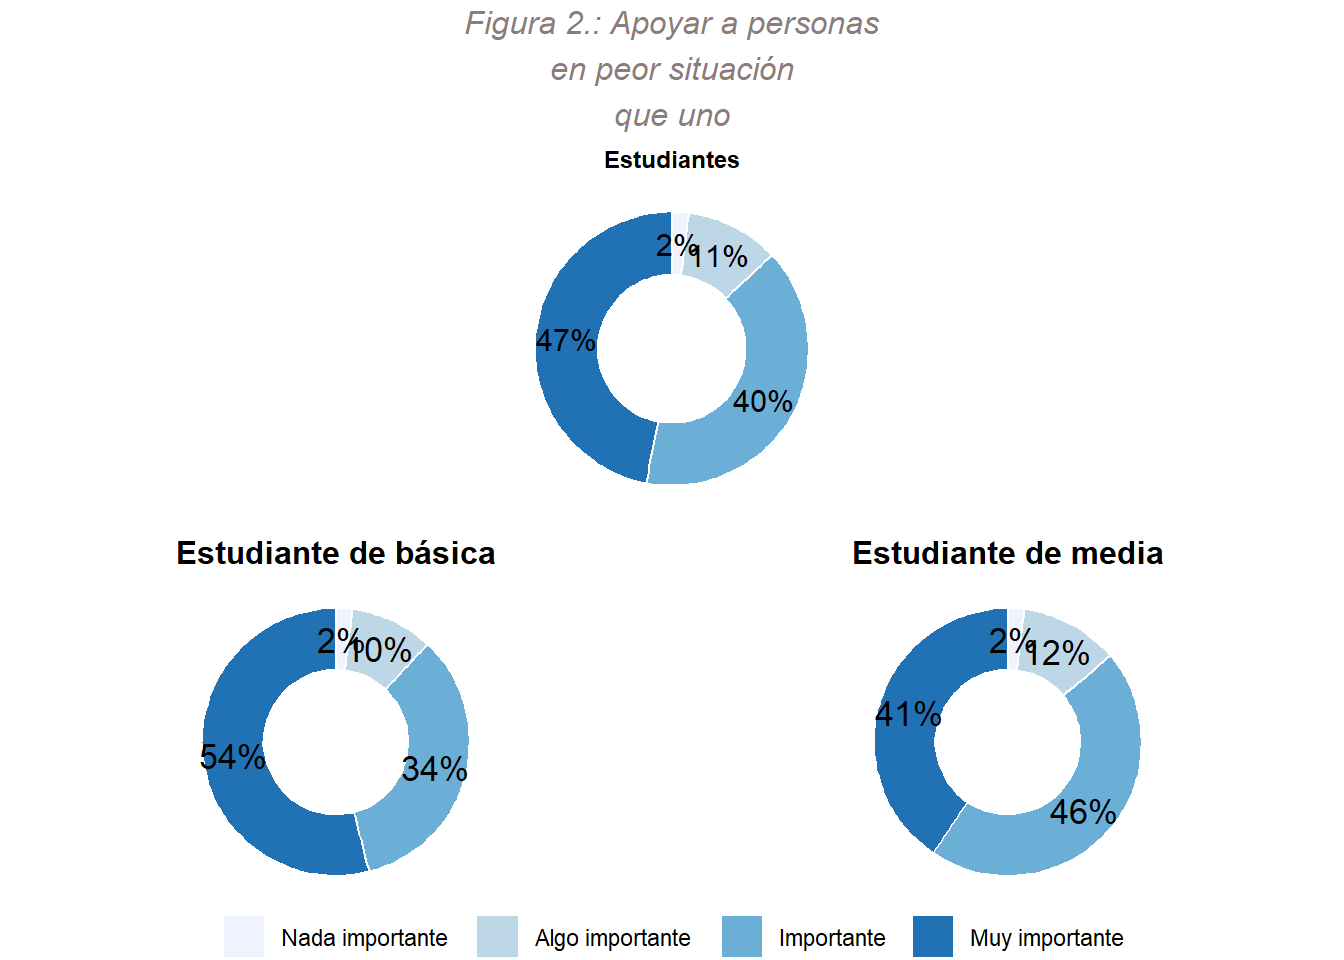 Figura 2.: Apoyar a personas
en peor situación
que uno
Estudiantes
2%
11%
47%
40%
Estudiante de básica
2%
10%
54%
34%
Estudiante de media
2%
12%
41%
46%
Nada importante
Algo importante
Importante
Muy importante